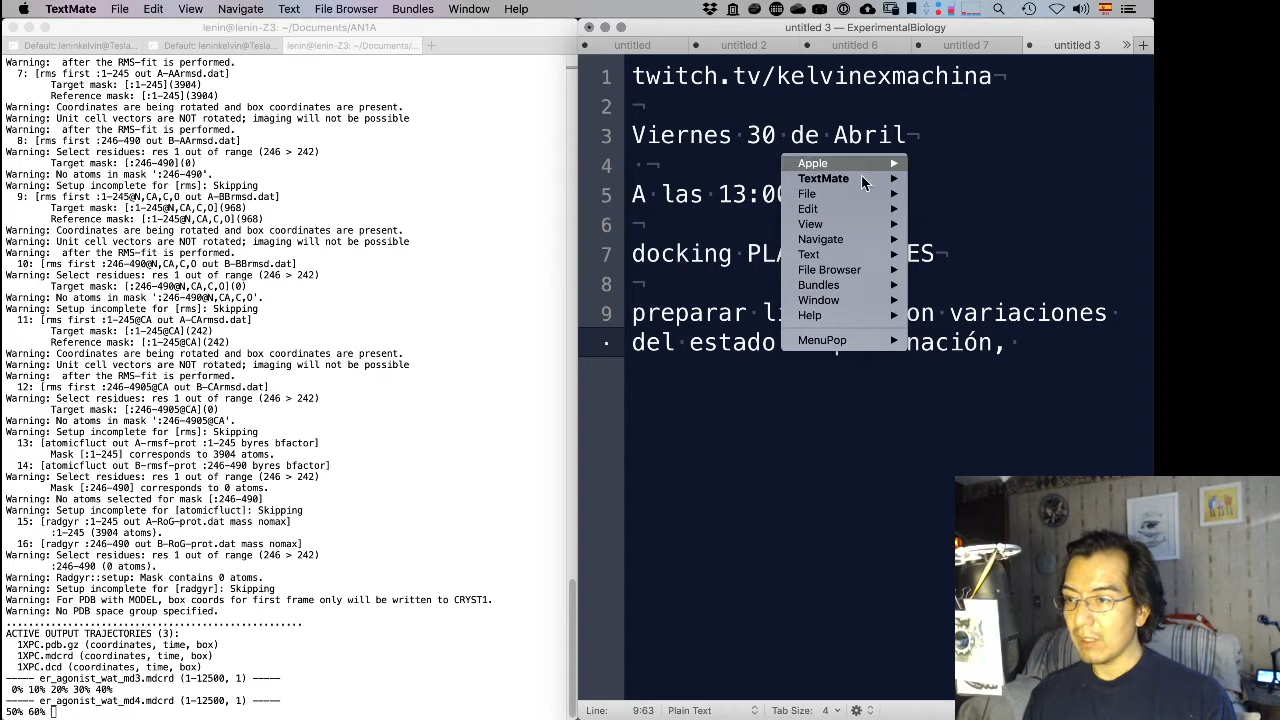 TextMate File Edit View Navigate Text File Browser Bundles Window Help
lenin@lenin-Z3: ~/Documents/AN1A
Default: leninkelvin@Tesla...
Default: leninkelvin@Tesla...
lenin@lenin-Z3: ~/Documents/...
Warning: after the RMS-fit is performed.
7: [rms first :1-245 out A-AArmsd.dat]
Target mask: [:1-245](3904)
Reference mask: [:1-245](3904)
Warning: Coordinates are being rotated and box coordinates are present.
Warning: Unit cell vectors are NOT rotated; imaging will not be possible
Warning: after the RMS-fit is performed.
8: [rms first :246-490 out B-AArmsd.dat]
Warning: Select residues: res 1 out of range (246 > 242)
Target mask: [:246-490](0)
Warning: No atoms in mask ':246-490'.
Warning: Setup incomplete for [rms]: Skipping
9: [rms first :1-245@N,CA,C,O out A-BBrmsd.dat]
Target mask: [:1-245@N,CA,C,O](968)
Reference mask: [:1-245@N,CA,C,O](968)
Warning: Coordinates are being rotated and box coordinates are present.
Warning: Unit cell vectors are NOT rotated; imaging will not be possible
Warning: after the RMS-fit is performed.
10: [rms first :246-490@N,CA,C,O out B-BBrmsd.dat]
Warning: Select residues: res 1 out of range (246 > 242)
Target mask: [:246-490@N,CA,C,O](0)
Warning: No atoms in mask ':246-490@N,CA,C,O'.
Warning: Setup incomplete for [rms]: Skipping
11: [rms first :1-245@CA out A-CArmsd.dat]
Target mask: [:1-245@CA](242)
Reference mask: [:1-245@CA](242)
Warning: Coordinates are being rotated and box coordinates are present.
Warning: Unit cell vectors are NOT rotated; imaging will not be possible
Warning: after the RMS-fit is performed.
12: [rms first :246-4905@CA out B-CArmsd.dat]
Warning: Select residues: res 1 out of range (246 > 242)
Target mask: [:246-4905@CA](0)
Warning: No atoms in mask ':246-4905@CA'.
Warning: Setup incomplete for [rms]: Skipping
13: [atomicfluct out A-rmsf-prot :1-245 byres bfactor]
Mask [:1-245] corresponds to 3904 atoms.
14: [atomicfluct out B-rmsf-prot :246-490 byres bfactor]
Warning: Select residues: res 1 out of range (246 > 242)
Mask [:246-490] corresponds to 0 atoms.
Warning: No atoms selected for mask [:246-490]
Warning: Setup incomplete for [atomicfluct]: Skipping
15: [radgyr :1-245 out A-RoG-prot.dat mass nomax]
:1-245 (3904 atoms).
16: [radgyr :246-490 out B-RoG-prot.dat mass nomax]
Warning: Select residues: res 1 out of range (246 > 242)
:246-490 (0 atoms).
Warning: Radgyr::setup: Mask contains 0 atoms.
Warning: Setup incomplete for [radgyr]: Skipping
Warning: For PDB with MODEL, box coords for first frame only will be written to CRYST1.
Warning: No PDB space group specified.
..................................................
ACTIVE OUTPUT TRAJECTORIES (3):
1XPC.pdb.gz (coordinates, time, box)
1XPC.mdcrd (coordinates, time, box)
1XPC.dcd (coordinates, time, box)
----- er_agonist_wat_md3.mdcrd (1-12500, 1) -----
0% 10% 20% 30% 40%
----- er_agonist_wat_md4.mdcrd (1-12500, 1) -----
50% 60%
untitled 3 — ExperimentalBiology
untitled
untitled 2
untitled 6
untitled 7
untitled 3
1 twitch.tv/kelvinexmachina¬
2 ¬
3 Viernes·30·de·Abril¬
4 ·¬
5 A·las·13:00
6 ¬
7 docking·PLA ES¬
8 ¬
9 preparar·li on·variaciones·
· del·estado nación,·
Apple
TextMate
File
Edit
View
Navigate
Text
File Browser
Bundles
Window
Help
MenuPop
Line: 9:63 Plain Text Tab Size: 4